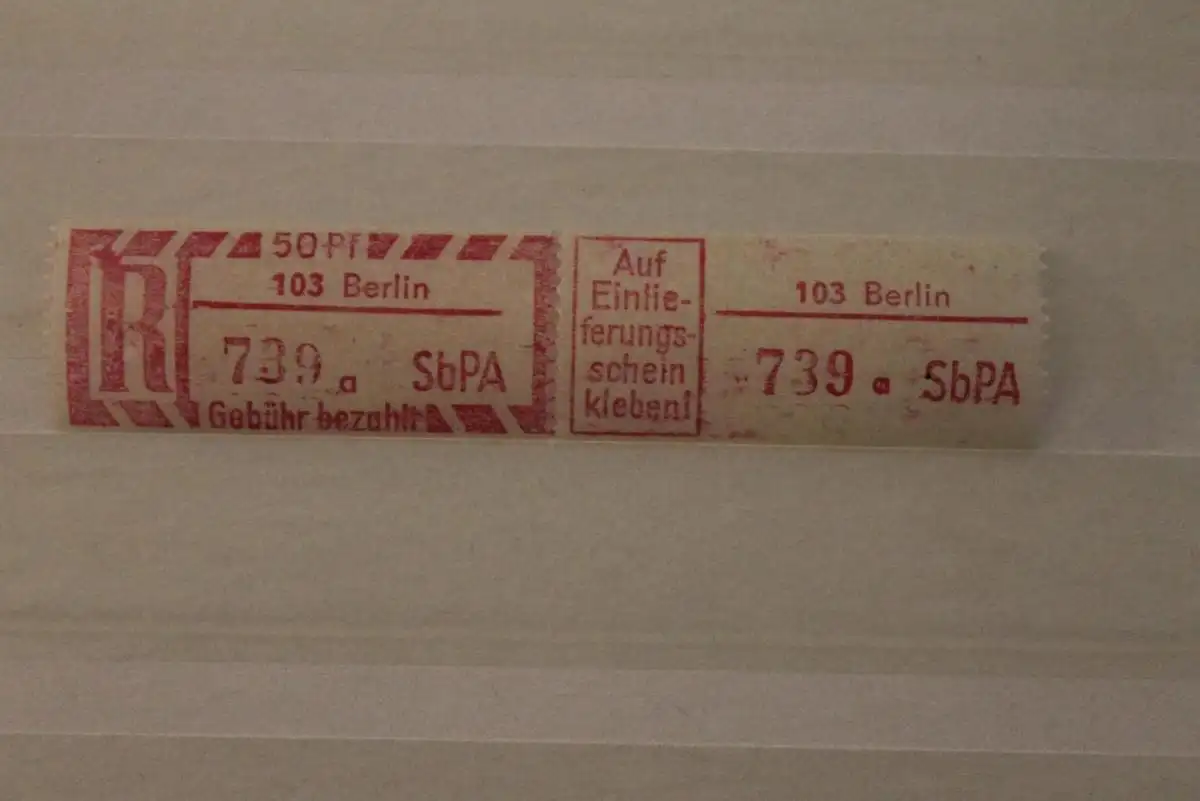 R
50 Pf
103 Berlin
739 a SbPA
Gebühr bezahlt
Auf
Einlie-
ferungs-
schein
kleben!
103 Berlin
739 a SbPA